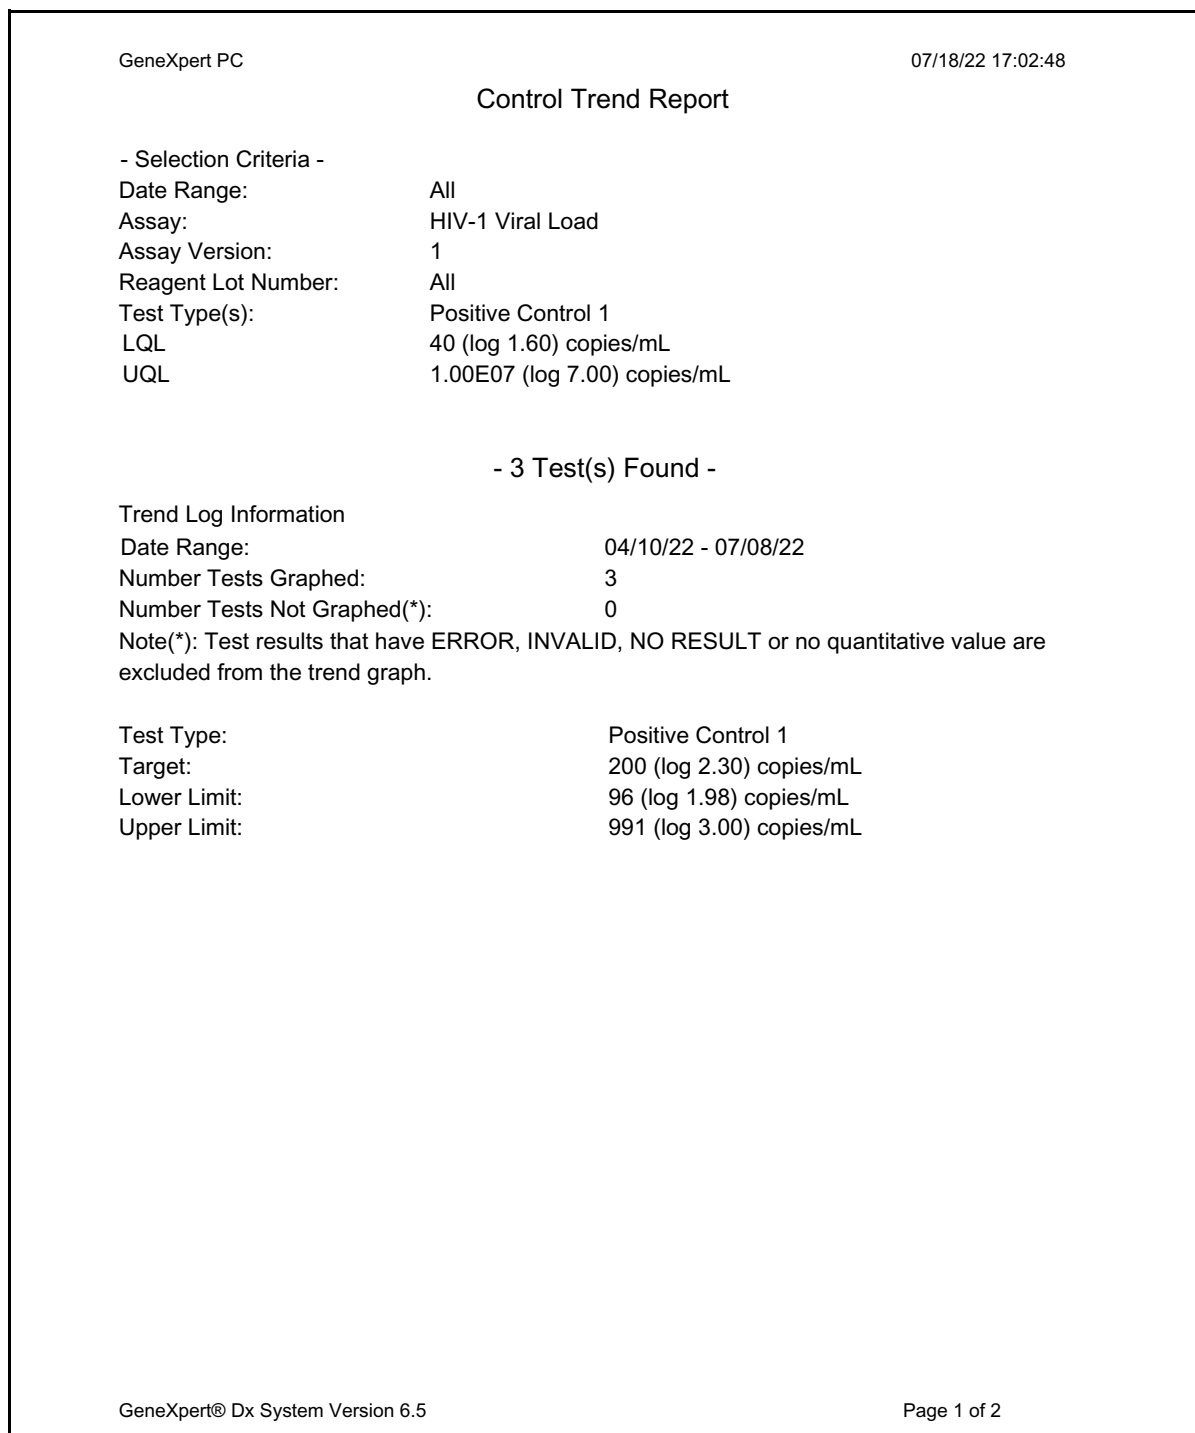 GeneXpert PC 07/18/22 17:02:48
Control Trend Report
- Selection Criteria -
Date Range: All
Assay: HIV-1 Viral Load
Assay Version: 1
Reagent Lot Number: All
Test Type(s): Positive Control 1
LQL 40 (log 1.60) copies/mL
UQL 1.00E07 (log 7.00) copies/mL
- 3 Test(s) Found -
Trend Log Information
Date Range: 04/10/22 - 07/08/22
Number Tests Graphed: 3
Number Tests Not Graphed(*): 0
Note(*): Test results that have ERROR, INVALID, NO RESULT or no quantitative value are
excluded from the trend graph.
Test Type: Positive Control 1
Target: 200 (log 2.30) copies/mL
Lower Limit: 96 (log 1.98) copies/mL
Upper Limit: 991 (log 3.00) copies/mL
GeneXpert® Dx System Version 6.5 Page 1 of 2